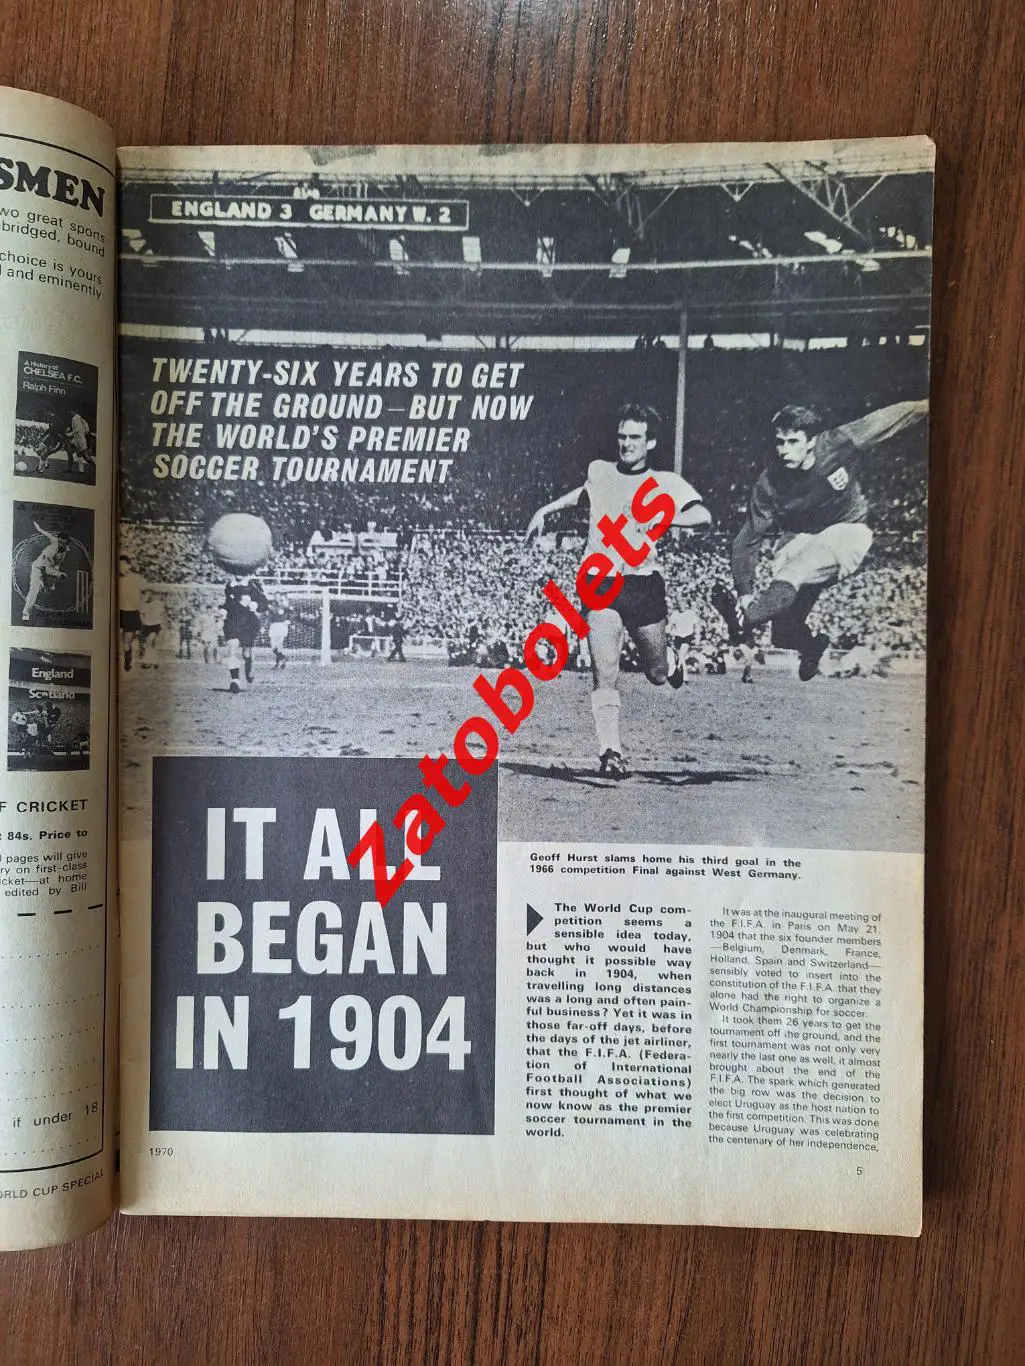 SMEN
two great sports
bridged, bound
choice is yours
and eminently
A History of
CHELSEA F.C.
Ralph Finn
England
Scotland
F CRICKET
84s. Price to
pages will give
ry on first-class
icket—at home
edited by Bill
if under 18
ORLD CUP SPECIAL
ENGLAND 3 GERMANY W. 2
TWENTY-SIX YEARS TO GET
OFF THE GROUND—BUT NOW
THE WORLD'S PREMIER
SOCCER TOURNAMENT
Zatobolets
IT ALL
BEGAN
IN 1904
Geoff Hurst slams home his third goal in the
1966 competition Final against West Germany.
The World Cup com-
petition seems a
sensible idea today,
but who would have
thought it possible way
back in 1904, when
travelling long distances
was a long and often pain-
ful business? Yet it was in
those far-off days, before
the days of the jet airliner,
that the F.I.F.A. (Federa-
tion of International
Football Associations)
first thought of what we
now know as the premier
soccer tournament in the
world.
It was at the inaugural meeting of
the F.I.F.A. in Paris on May 21,
1904 that the six founder members
—Belgium, Denmark, France,
Holland, Spain and Switzerland—
sensibly voted to insert into the
constitution of the F.I.F.A. that they
alone had the right to organize a
World Championship for soccer.
It took them 26 years to get the
tournament off the ground, and the
first tournament was not only very
nearly the last one as well, it almost
brought about the end of the
F.I.F.A. The spark which generated
the big row was the decision to
elect Uruguay as the host nation to
the first competition. This was done
because Uruguay was celebrating
the centenary of her independence,
1970
5